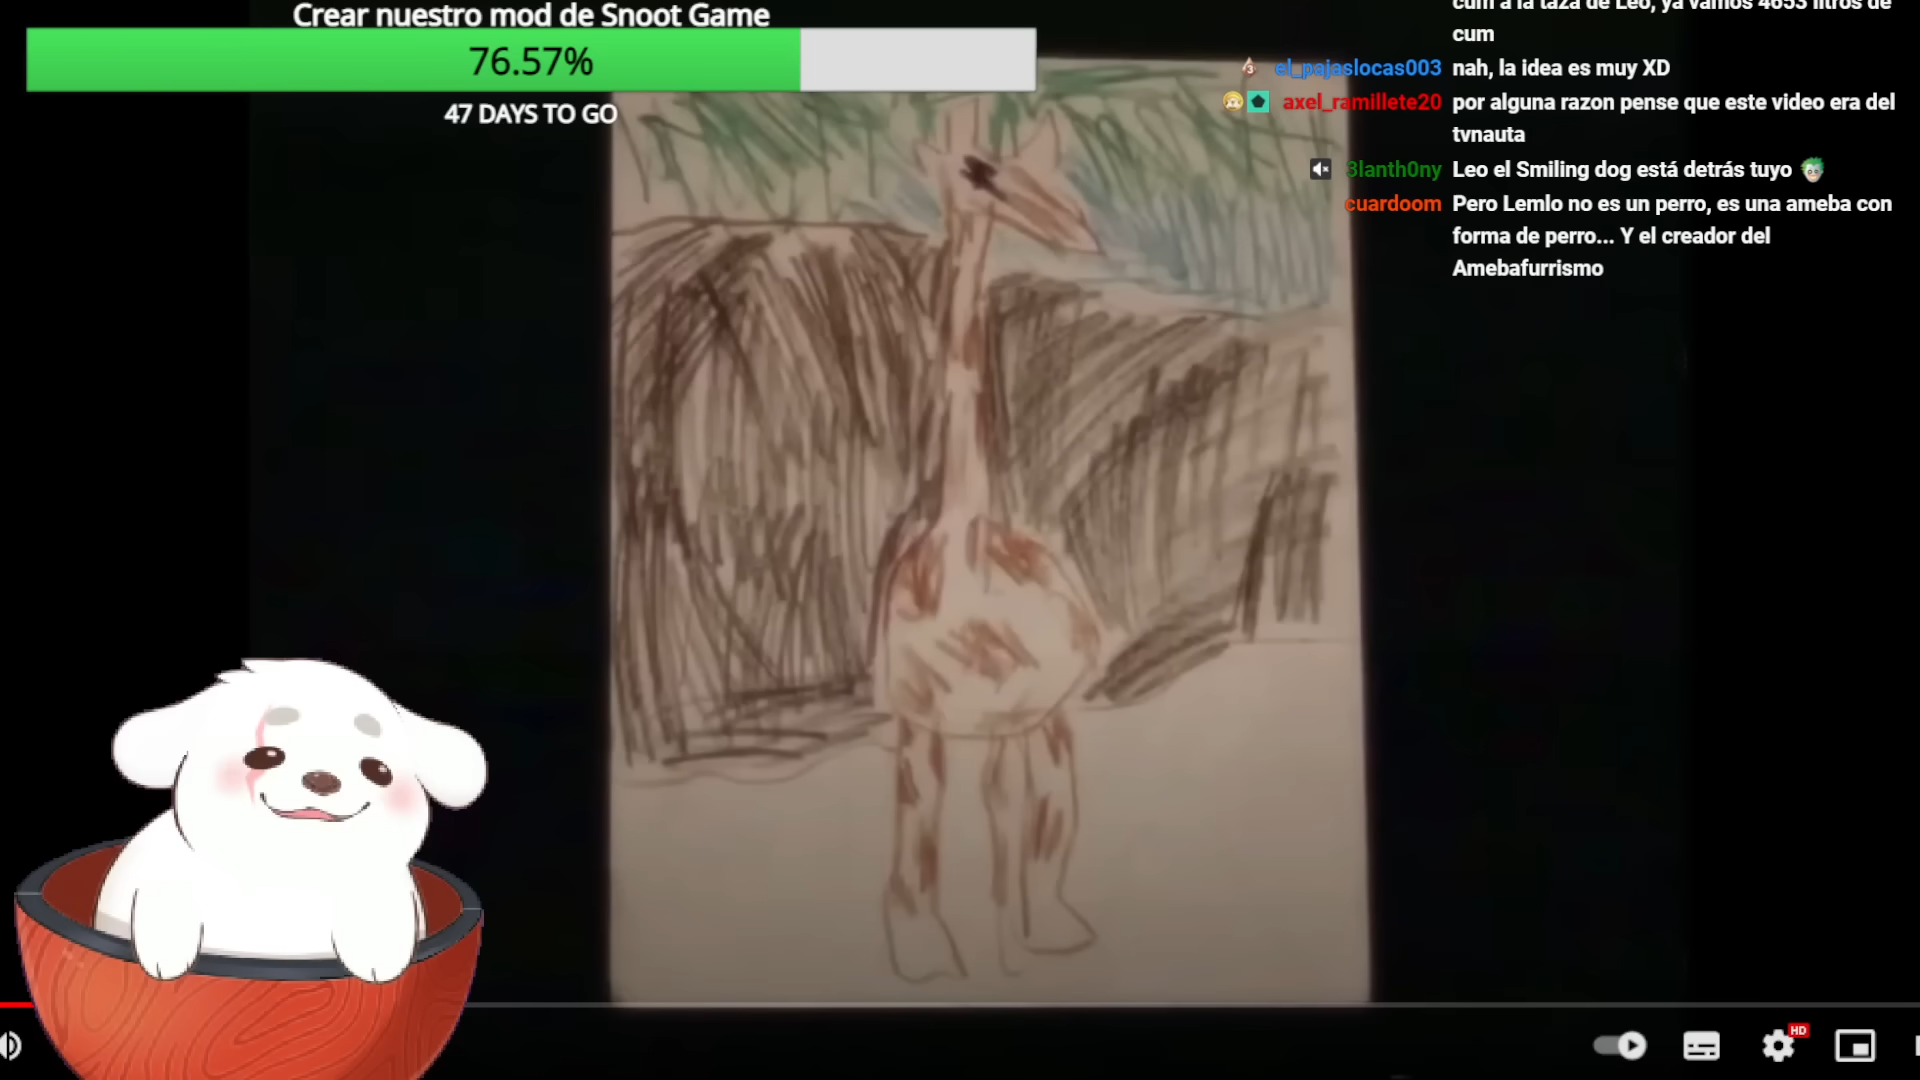 Crear nuestro mod de Snoot Game
76.57%
47 DAYS TO GO
cum a la taza de Leo, ya vamos 4653 litros de
cum
3 el_pajaslocas003 nah, la idea es muy XD
axel_ramillete20 por alguna razon pense que este video era del
tvnauta
3lanth0ny Leo el Smiling dog está detrás tuyo
cuardoom Pero Lemlo no es un perro, es una ameba con
forma de perro... Y el creador del
Amebafurrismo
HD